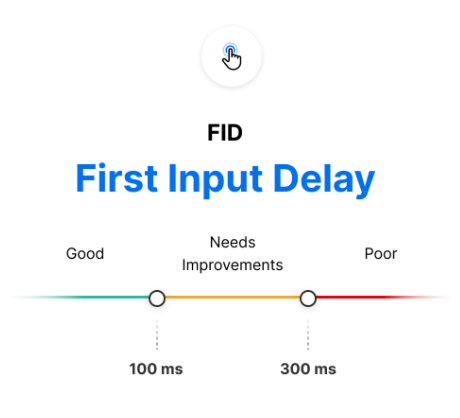 FID
First Input Delay
Good
Needs
Improvements
Poor
100 ms
300 ms